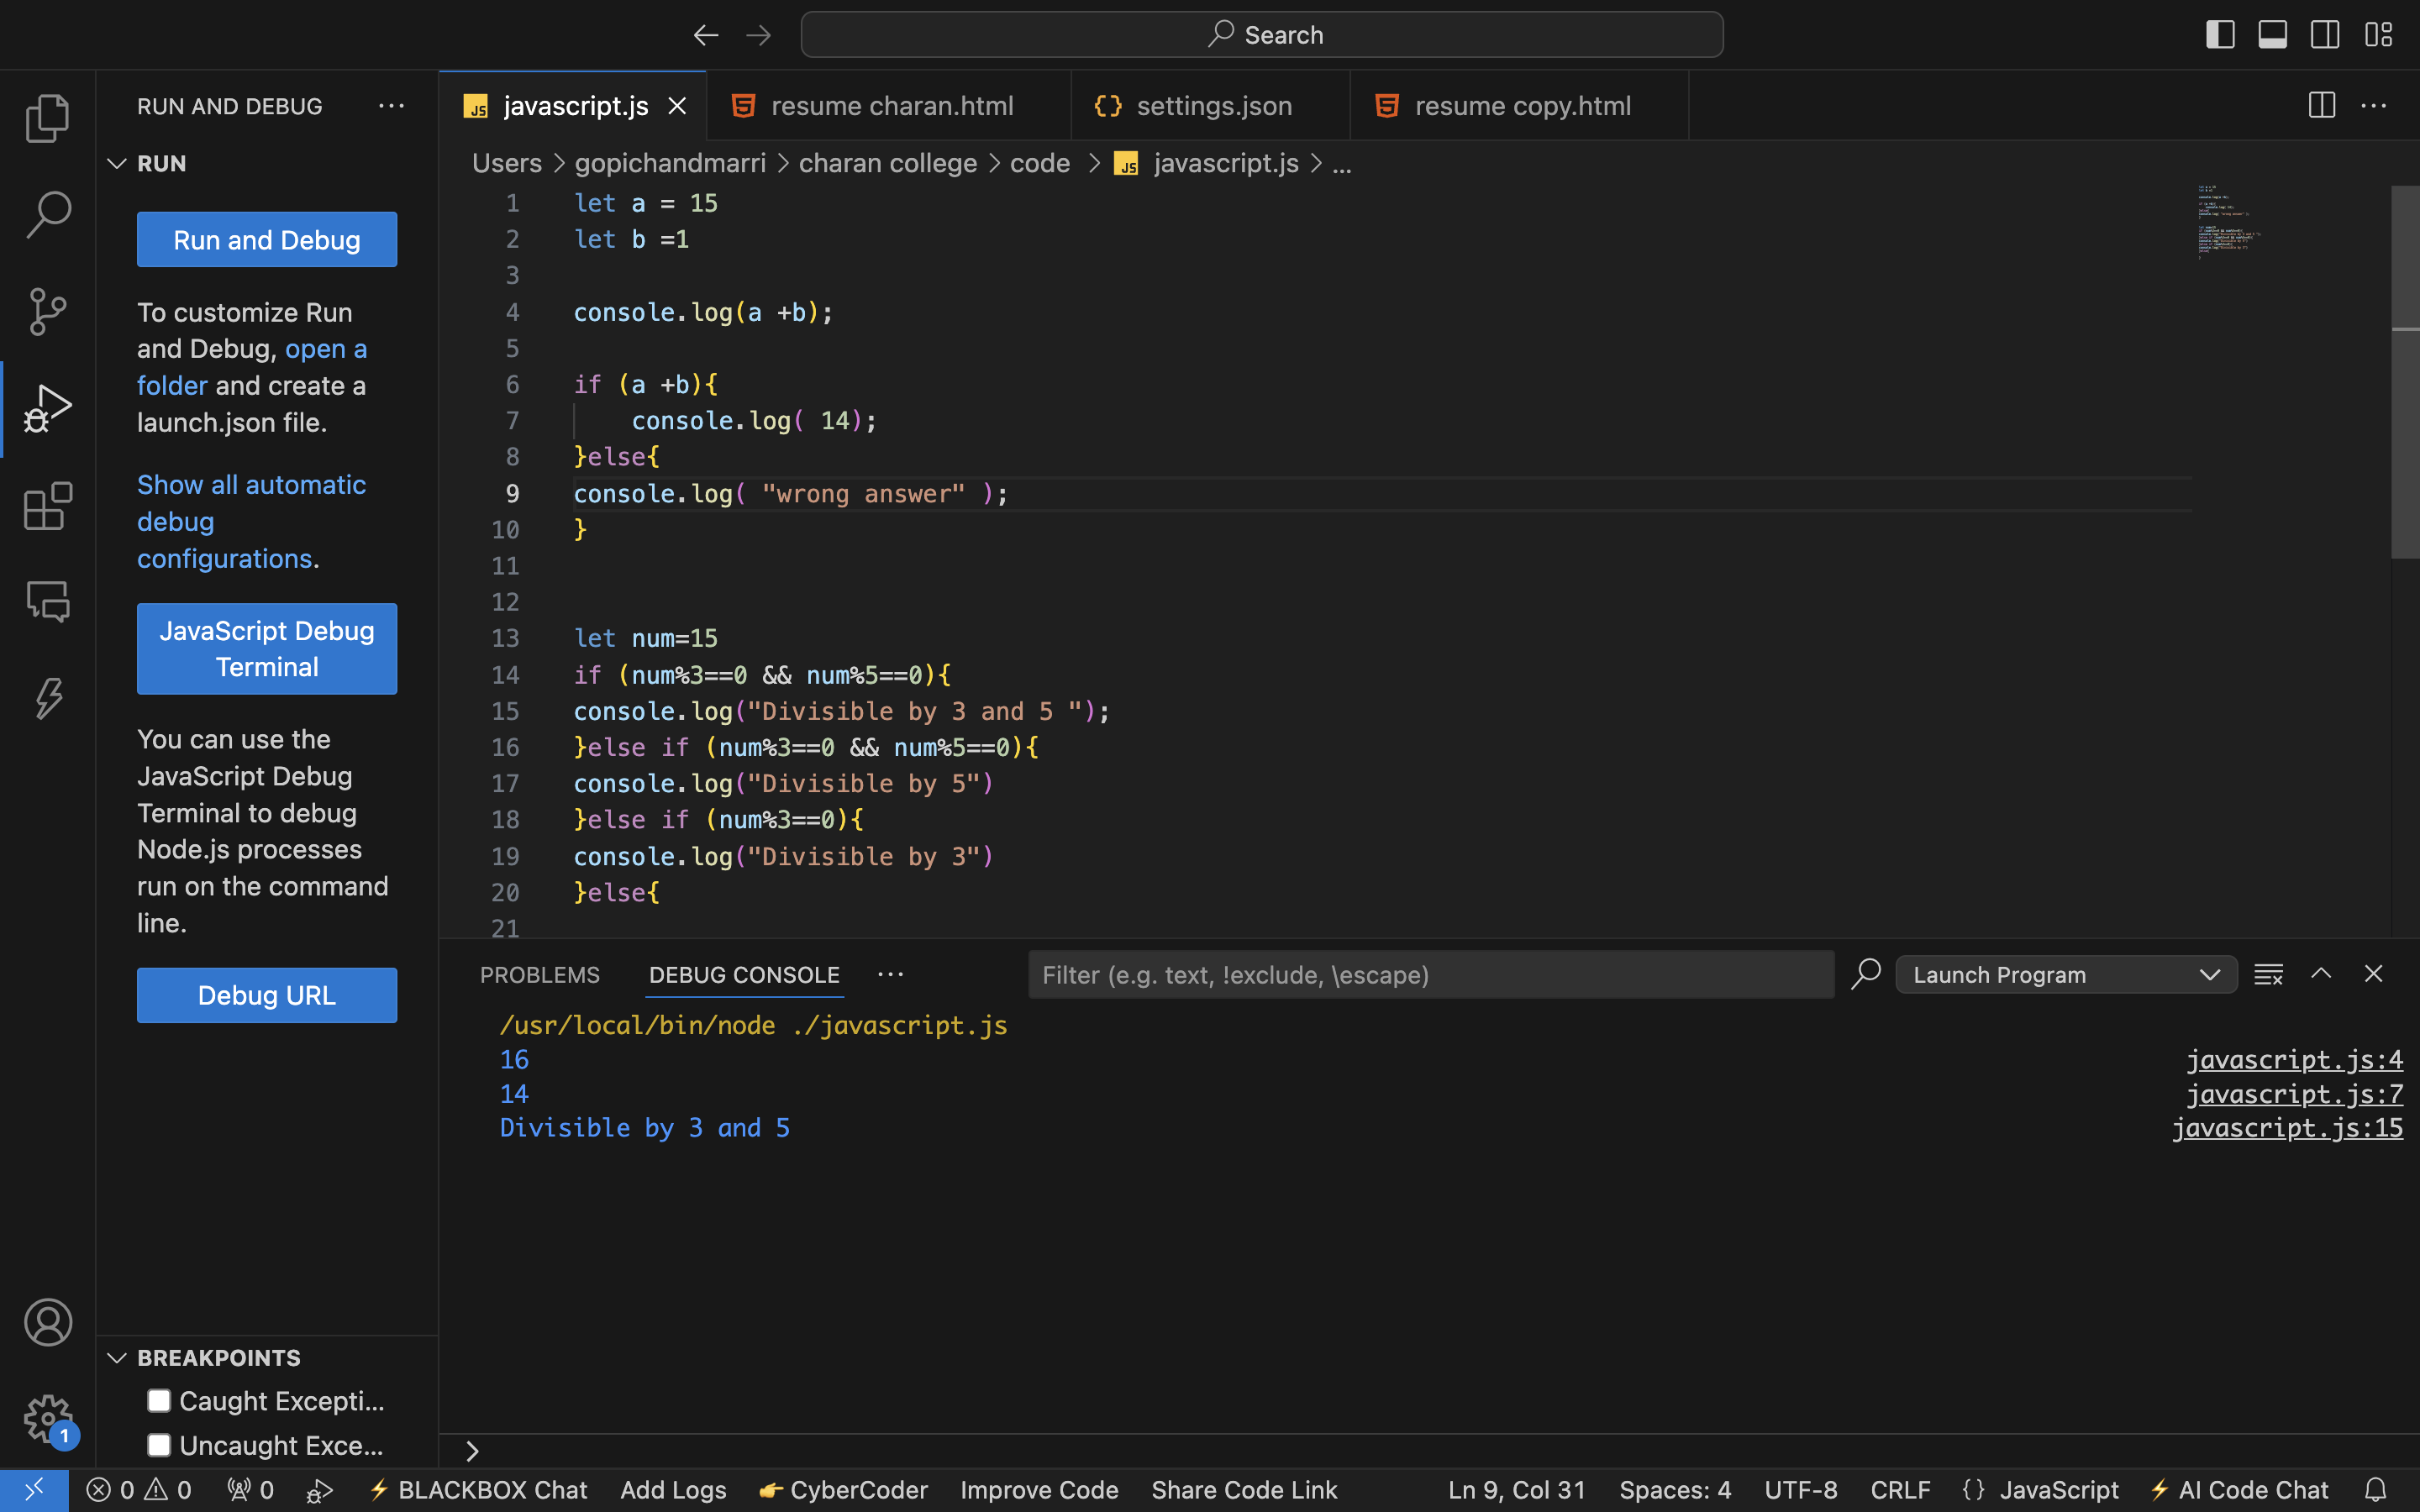 Search
RUN AND DEBUG
RUN
Run and Debug
To customize Run
and Debug, open a
folder and create a
launch.json file.
Show all automatic
debug
configurations.
JavaScript Debug
Terminal
You can use the
JavaScript Debug
Terminal to debug
Node.js processes
run on the command
line.
Debug URL
BREAKPOINTS
Caught Excepti...
Uncaught Exce...
1
JS javascript.js
resume charan.html
{} settings.json
resume copy.html
Users > gopichandmarri > charan college > code > JS javascript.js > ...
1 let a = 15
2 let b =1
3
4 console.log(a +b);
5
6 if (a +b){
7     console.log( 14);
8 }else{
9 console.log( "wrong answer" );
10 }
11
12
13 let num=15
14 if (num%3==0 && num%5==0){
15 console.log("Divisible by 3 and 5 ");
16 }else if (num%3==0 && num%5==0){
17 console.log("Divisible by 5")
18 }else if (num%3==0){
19 console.log("Divisible by 3")
20 }else{
21
PROBLEMS DEBUG CONSOLE ... Filter (e.g. text, !exclude, \escape) Launch Program
/usr/local/bin/node ./javascript.js
16 javascript.js:4
14 javascript.js:7
Divisible by 3 and 5 javascript.js:15
>
0 0 0 BLACKBOX Chat Add Logs 👉 CyberCoder Improve Code Share Code Link Ln 9, Col 31 Spaces: 4 UTF-8 CRLF {} JavaScript AI Code Chat